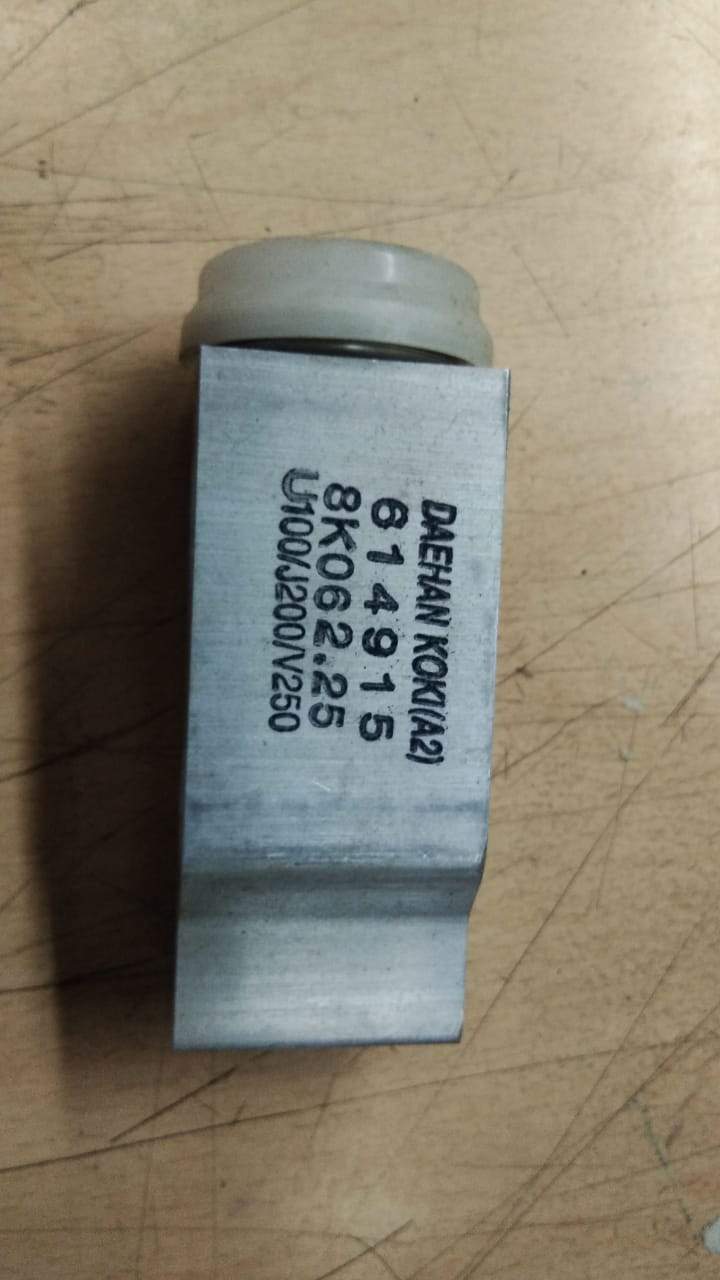 DAEHAN KOKI(A2)
614915
8K062.25
U100/J200/V250